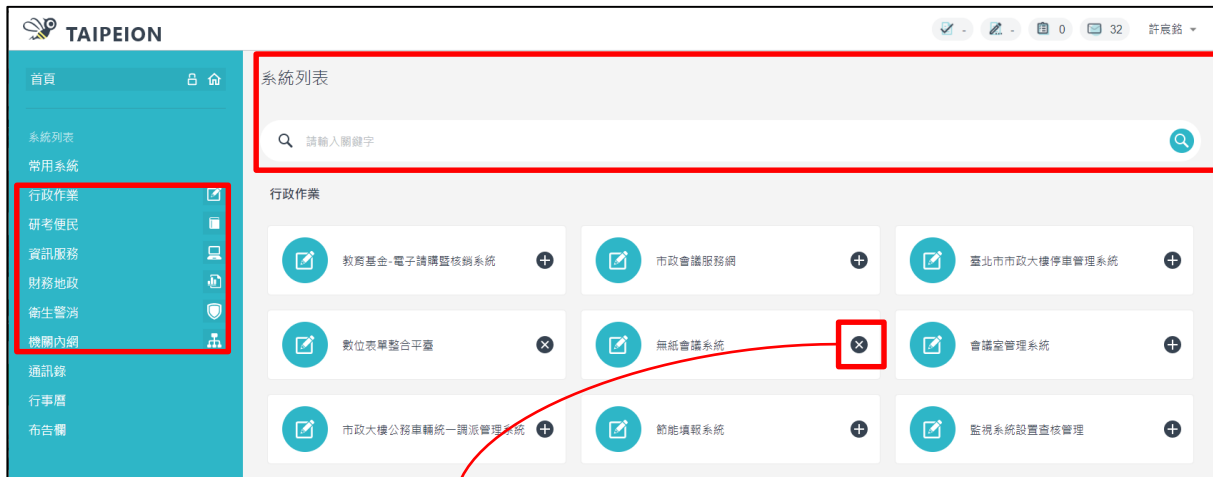 TAIPEION
- - 0 32 許宸銘
首頁
系統列表
常用系統
行政作業
研考便民
資訊服務
財務地政
衛生警消
機關內網
通訊錄
行事曆
布告欄
系統列表
請輸入關鍵字
行政作業
教育基金-電子請購暨核銷系統
市政會議服務網
臺北市市政大樓停車管理系統
數位表單整合平臺
無紙會議系統
會議室管理系統
市政大樓公務車輛統一調派管理系統
節能填報系統
監視系統設置查核管理